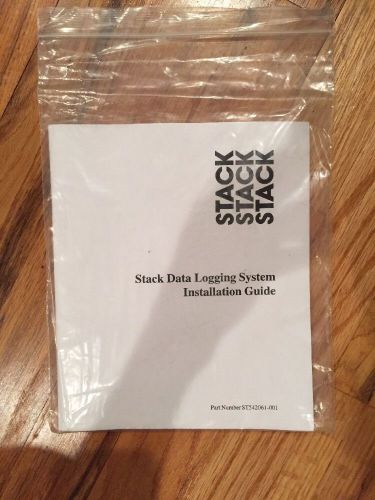 STACK
STACK
STACK
Stack Data Logging System
Installation Guide
Part Number ST542061-001